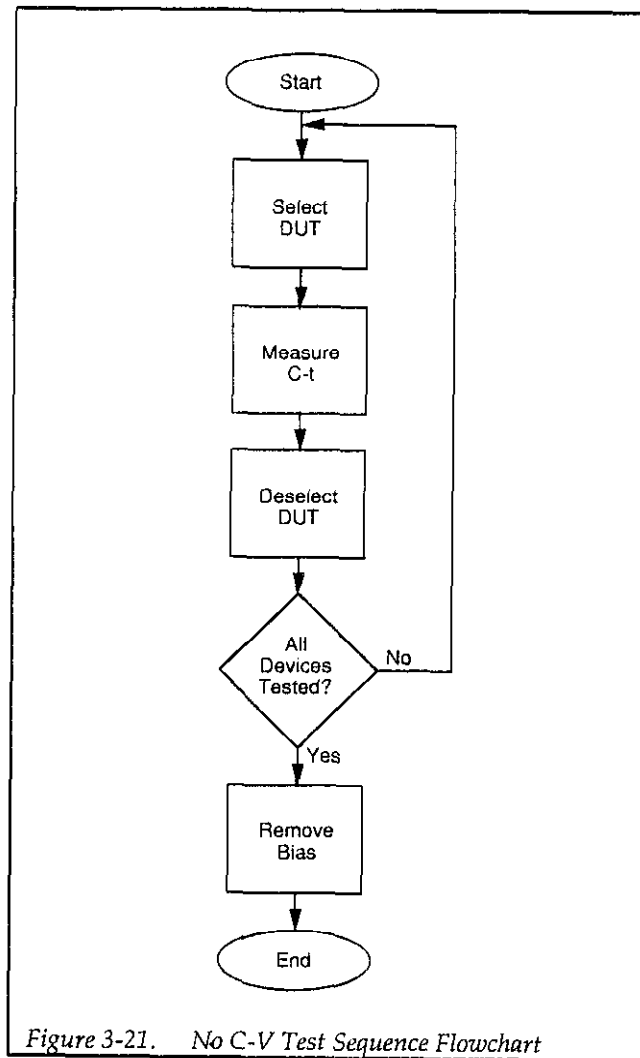 Start
Select
DUT
Measure
C-t
Deselect
DUT
All
Devices
Tested?
No
Yes
Remove
Bias
End
Figure 3-21. No C-V Test Sequence Flowchart